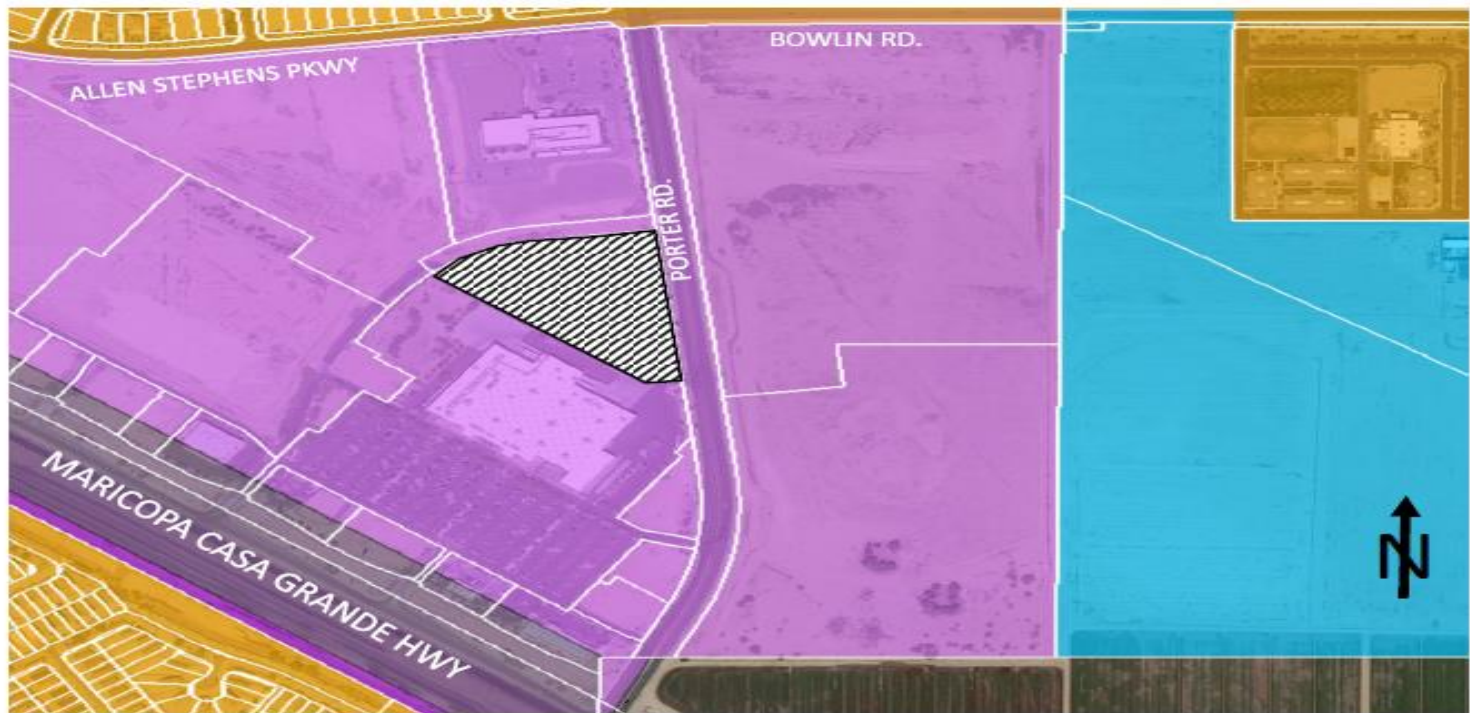 BOWLIN RD.
ALLEN STEPHENS PKWY
PORTER RD.
MARICOPA CASA GRANDE HWY
N